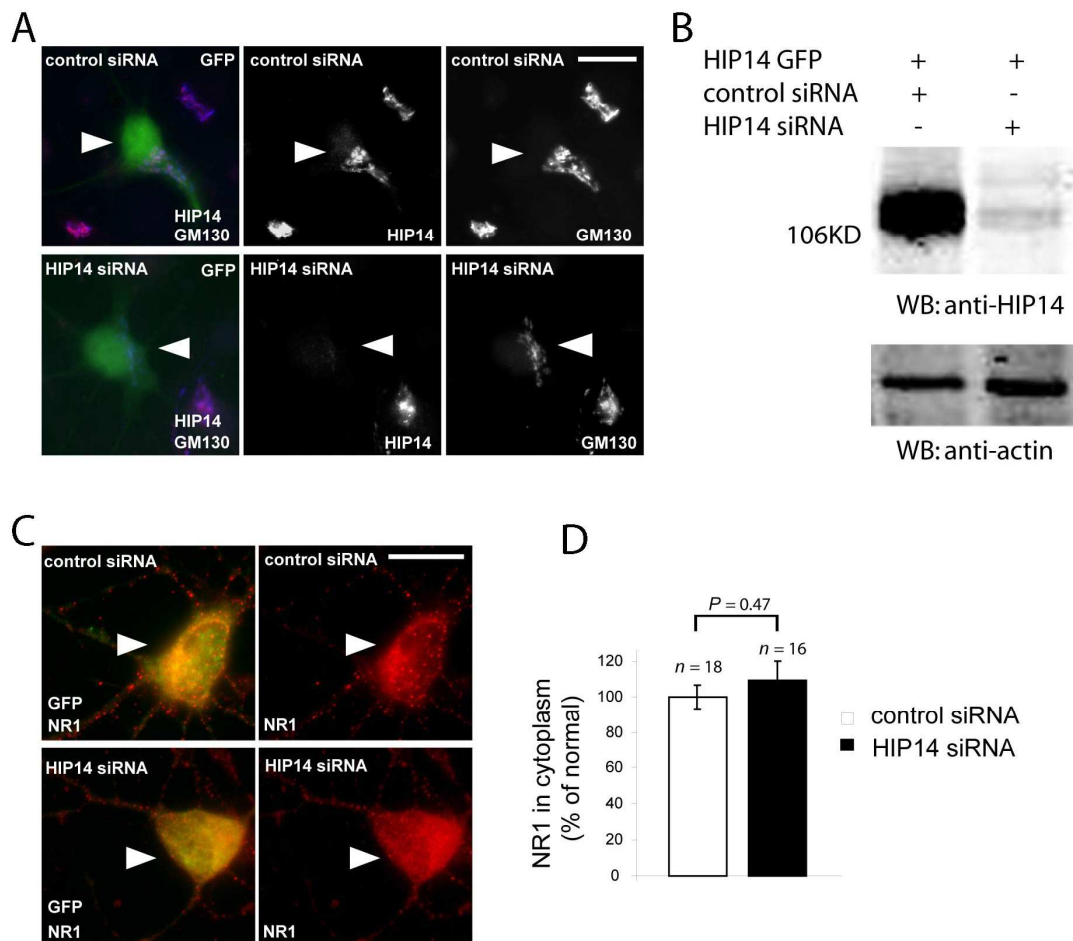 A
control siRNA
GFP
HIP14
GM130
control siRNA
HIP14
control siRNA
GM130
HIP14 siRNA
GFP
HIP14
GM130
HIP14 siRNA
HIP14
HIP14 siRNA
GM130
B
HIP14 GFP + +
control siRNA + -
HIP14 siRNA - +
106KD
WB: anti-HIP14
WB: anti-actin
C
control siRNA
GFP
NR1
control siRNA
NR1
HIP14 siRNA
GFP
NR1
HIP14 siRNA
NR1
D
P = 0.47
n = 18
n = 16
120
100
80
60
40
20
0
NR1 in cytoplasm
(% of normal)
control siRNA
HIP14 siRNA